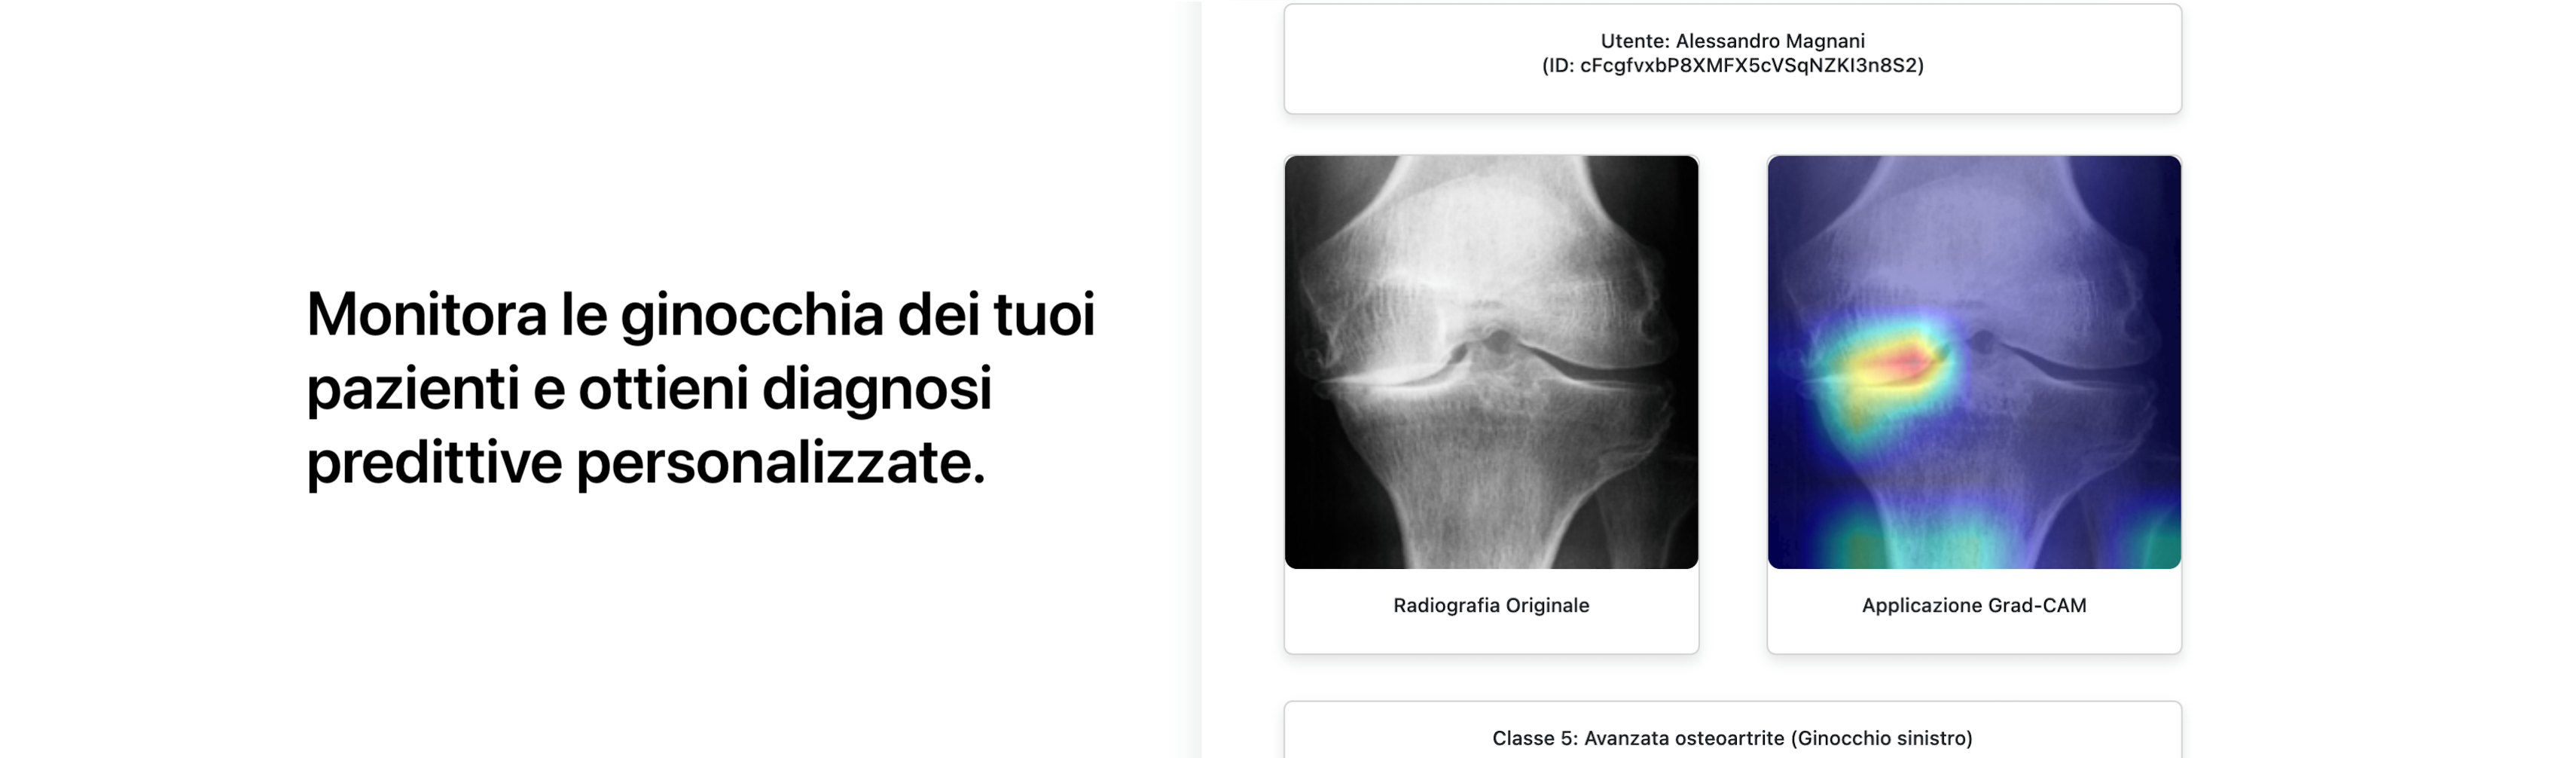 Monitora le ginocchia dei tuoi
pazienti e ottieni diagnosi
predittive personalizzate.
Utente: Alessandro Magnani
(ID: cFcgfvxbP8XMFX5cVSqNZKI3n8S2)
Radiografia Originale
Applicazione Grad-CAM
Classe 5: Avanzata osteoartrite (Ginocchio sinistro)